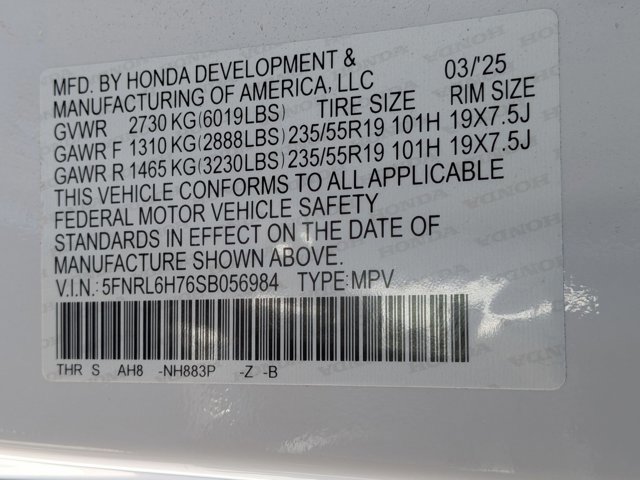 MFD. BY HONDA DEVELOPMENT &
MANUFACTURING OF AMERICA, LLC 03/'25
GVWR 2730 KG(6019LBS) TIRE SIZE RIM SIZE
GAWR F 1310 KG(2888LBS) 235/55R19 101H 19X7.5J
GAWR R 1465 KG(3230LBS) 235/55R19 101H 19X7.5J
THIS VEHICLE CONFORMS TO ALL APPLICABLE
FEDERAL MOTOR VEHICLE SAFETY
STANDARDS IN EFFECT ON THE DATE OF
MANUFACTURE SHOWN ABOVE.
V.I.N.: 5FNRL6H76SB056984 TYPE: MPV
THR S AH8 -NH883P -Z -B